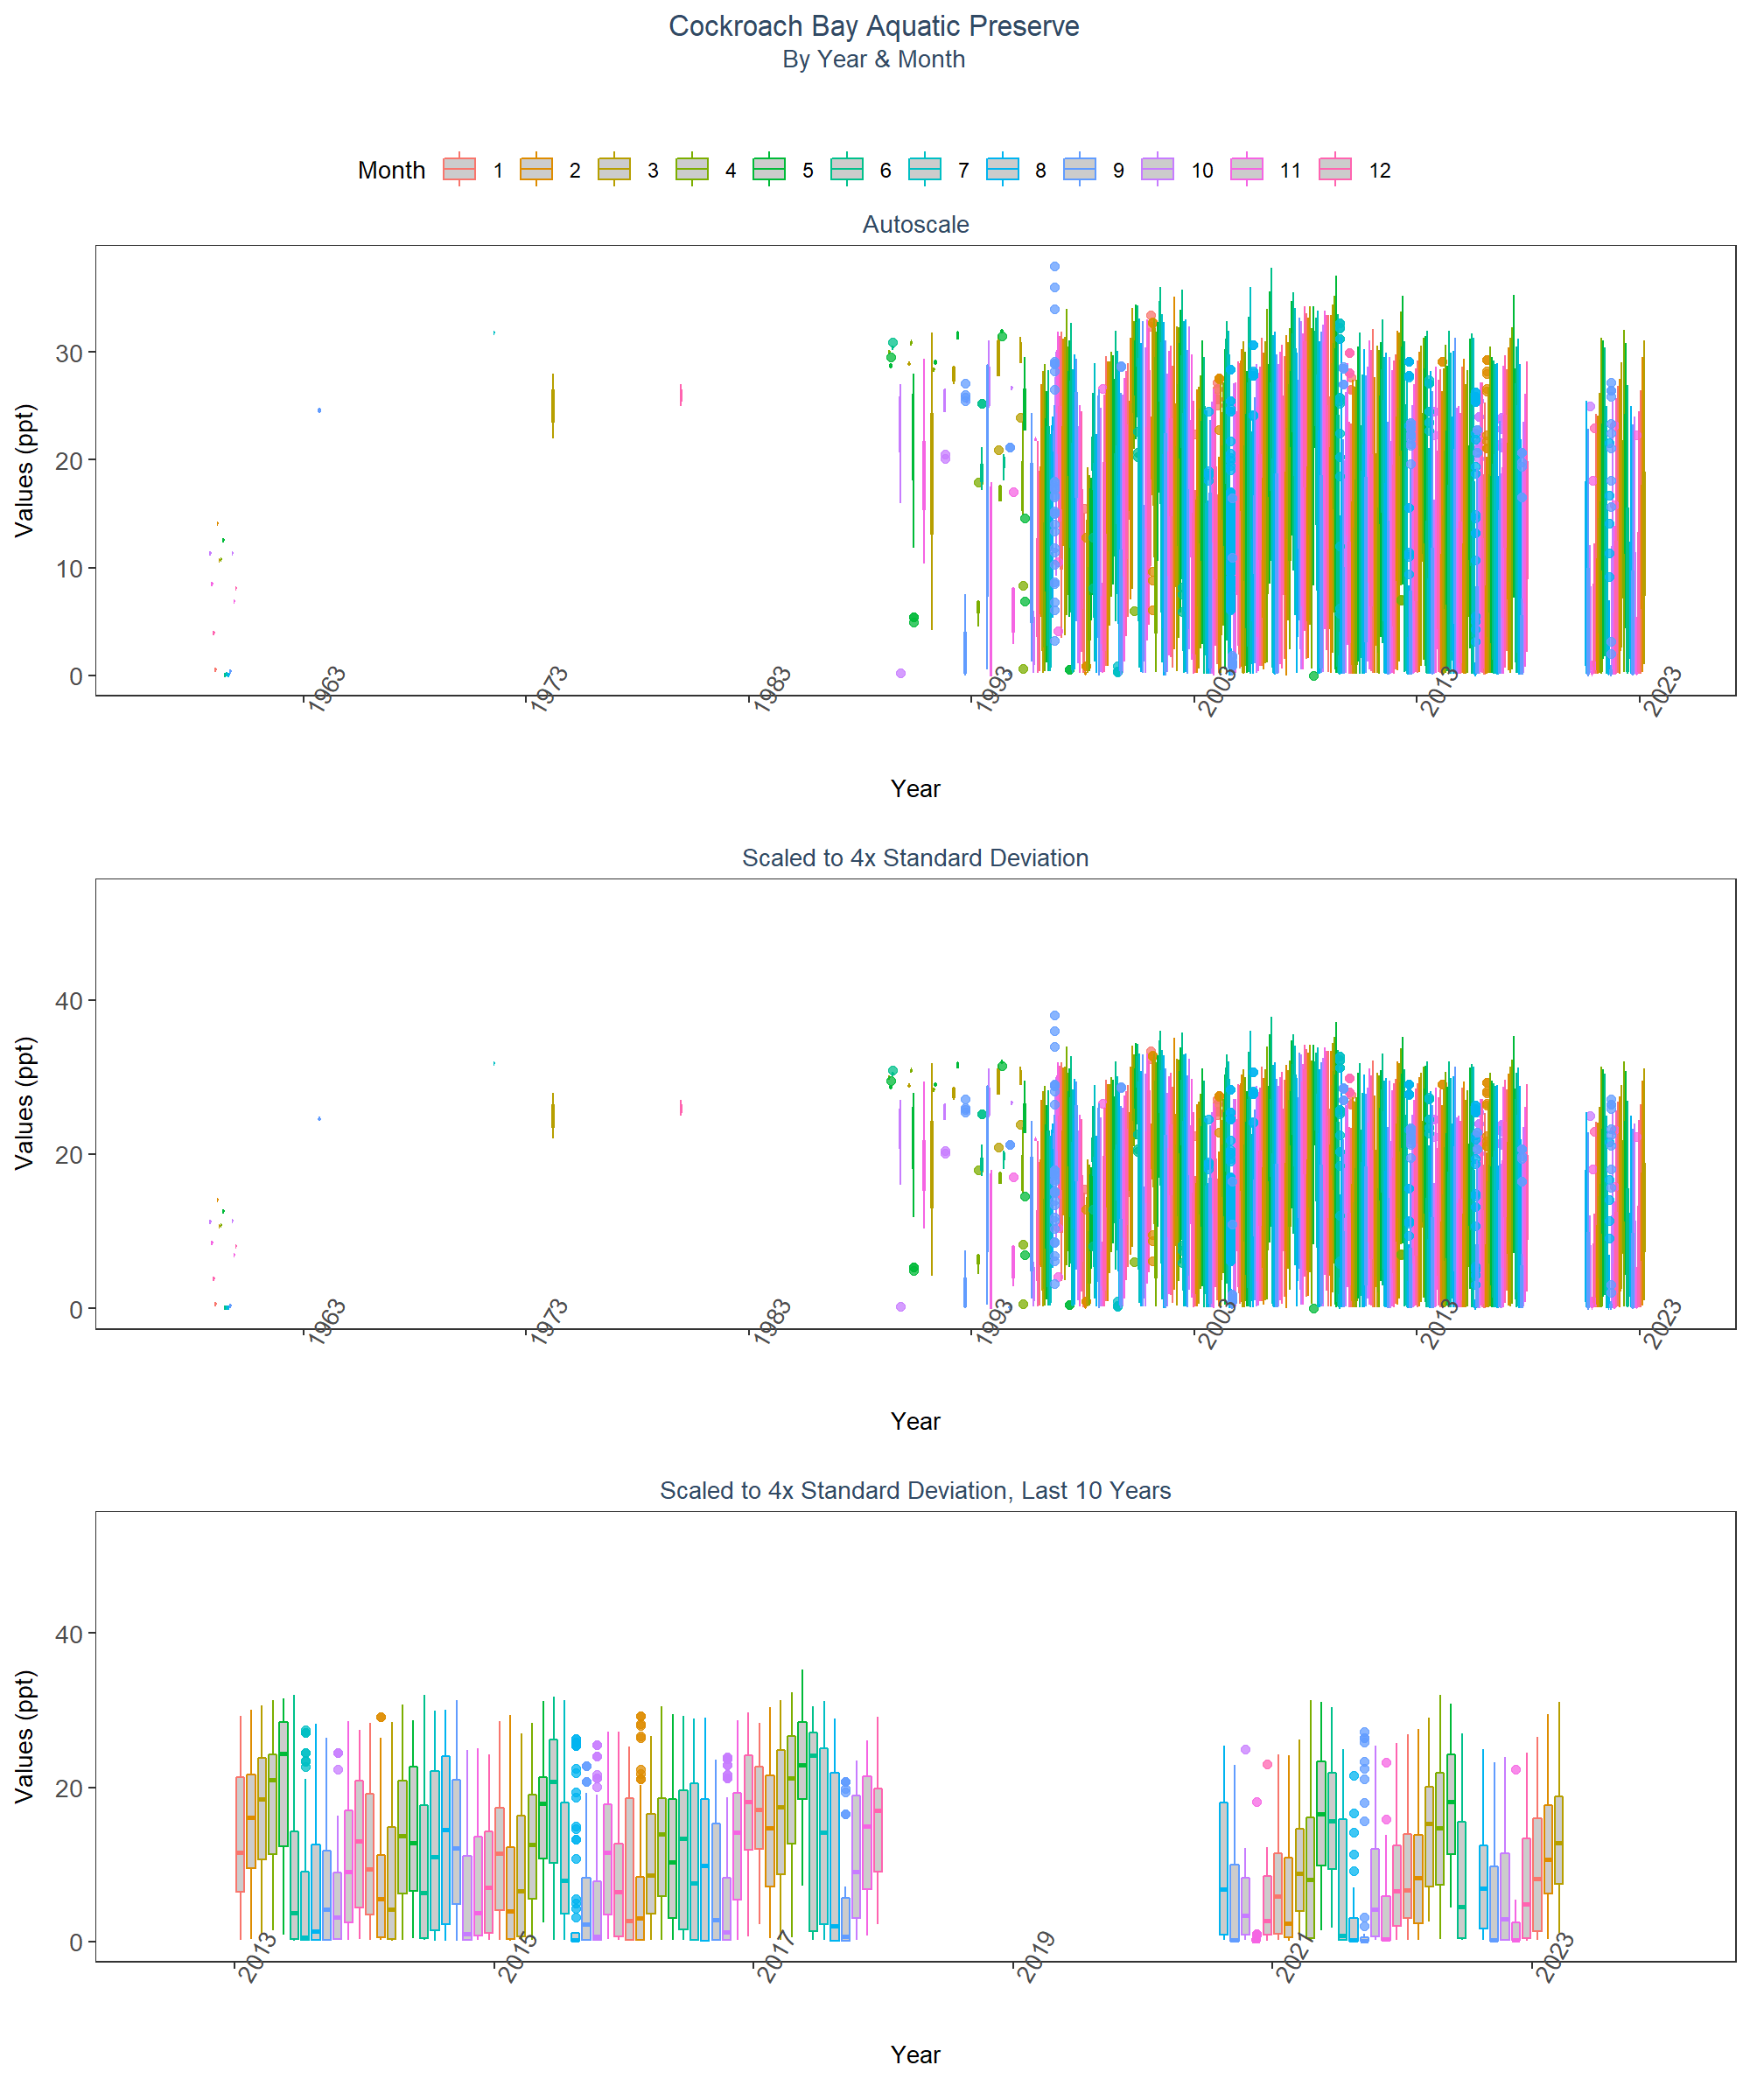 Cockroach Bay Aquatic Preserve
By Year & Month
Month 1 2 3 4 5 6 7 8 9 10 11 12
Autoscale
Values (ppt)
30
20
10
0
1963 1973 1983 1993 2003 2013 2023
Year
Scaled to 4x Standard Deviation
Values (ppt)
40
20
0
1963 1973 1983 1993 2003 2013 2023
Year
Scaled to 4x Standard Deviation, Last 10 Years
Values (ppt)
40
20
0
2013 2015 2017 2019 2021 2023
Year